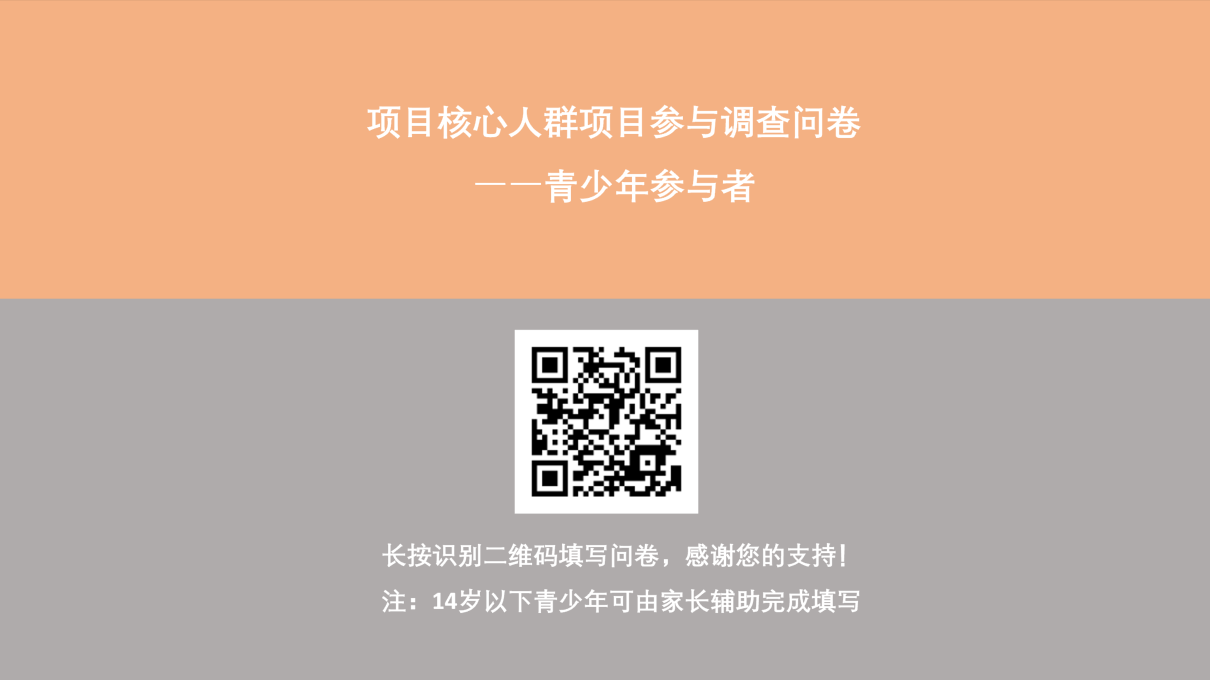 项目核心人群项目参与调查问卷
——青少年参与者
长按识别二维码填写问卷，感谢您的支持！
注：14岁以下青少年可由家长辅助完成填写